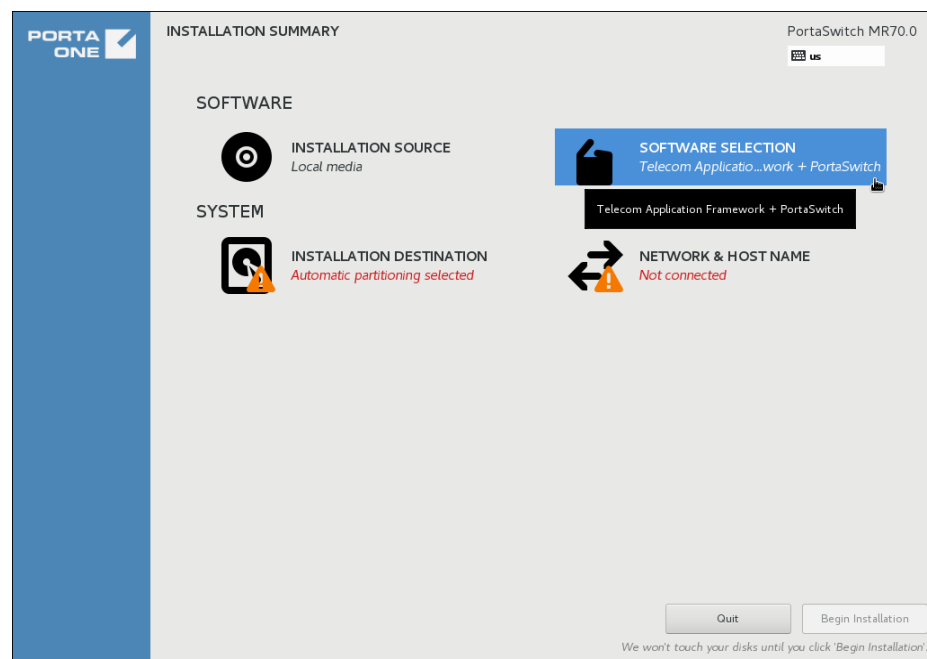 PORTA
ONE
INSTALLATION SUMMARY
PortaSwitch MR70.0
us
SOFTWARE
INSTALLATION SOURCE
Local media
SOFTWARE SELECTION
Telecom Applicatio...work + PortaSwitch
Telecom Application Framework + PortaSwitch
SYSTEM
INSTALLATION DESTINATION
Automatic partitioning selected
NETWORK & HOST NAME
Not connected
Quit
Begin Installation
We won't touch your disks until you click 'Begin Installation'.